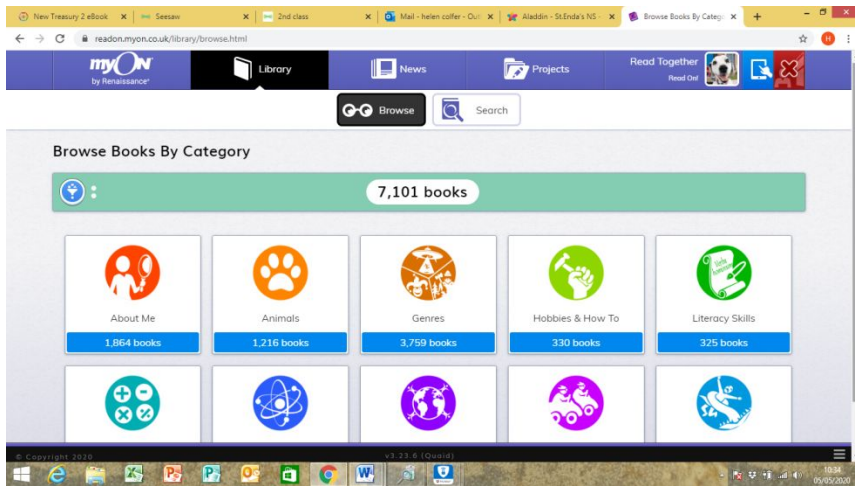 New Treasury 2 eBook
Seesaw
2nd class
Mail - helen colfer - Out
Aladdin - St.Enda's NS -
Browse Books By Catego
readon.myon.co.uk/library/browse.html
H
myON
by Renaissance
Library
News
Projects
Read Together
Read On!
Browse
Search
Browse Books By Category
7,101 books
About Me
Animals
Genres
Hobbies & How To
Literacy Skills
1,864 books
1,216 books
3,759 books
330 books
325 books
© Copyright 2020
v3.23.6 (Quaid)
10:34
05/05/2020